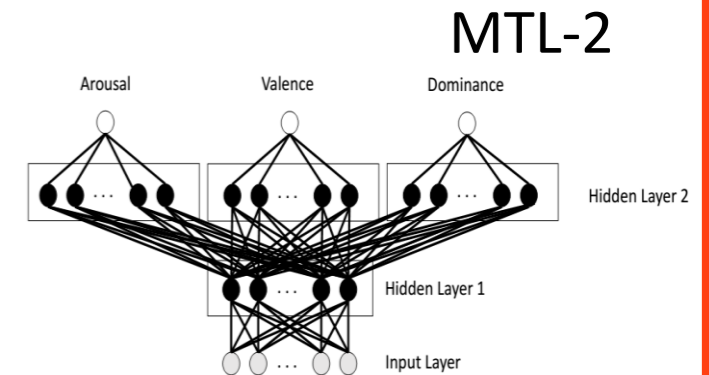 MTL-2
Arousal Valence Dominance
... ... ...
Hidden Layer 2
...
Hidden Layer 1
...
Input Layer